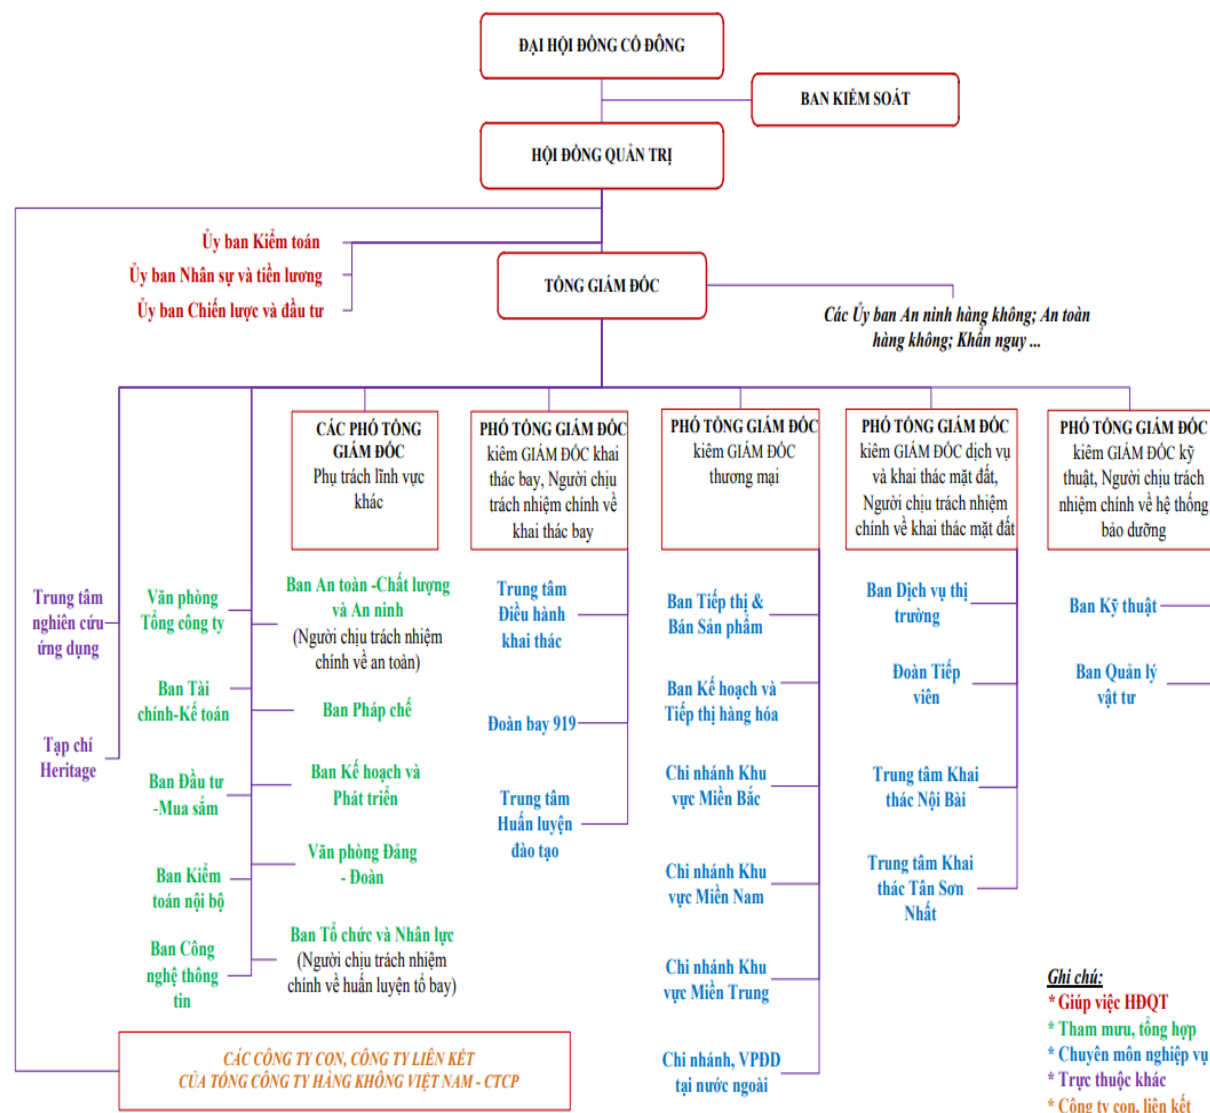 ĐẠI HỘI ĐỒNG CỔ ĐÔNG
BAN KIỂM SOÁT
HỘI ĐỒNG QUẢN TRỊ
Ủy ban Kiểm toán
Ủy ban Nhân sự và tiền lương
Ủy ban Chiến lược và đầu tư
TỔNG GIÁM ĐỐC
Các Ủy ban An ninh hàng không; An toàn
hàng không; Khẩn nguy ...
CÁC PHÓ TỔNG
GIÁM ĐỐC
Phụ trách lĩnh vực
khác
PHÓ TỔNG GIÁM ĐỐC
kiêm GIÁM ĐỐC khai
thác bay, Người chịu
trách nhiệm chính về
khai thác bay
PHÓ TỔNG GIÁM ĐỐC
kiêm GIÁM ĐỐC
thương mại
PHÓ TỔNG GIÁM ĐỐC
kiêm GIÁM ĐỐC dịch vụ
và khai thác mặt đất,
Người chịu trách nhiệm
chính về khai thác mặt đất
PHÓ TỔNG GIÁM ĐỐC
kiêm GIÁM ĐỐC kỹ
thuật, Người chịu trách
nhiệm chính về hệ thống
bảo dưỡng
Trung tâm
nghiên cứu
ứng dụng
Tạp chí
Heritage
Văn phòng
Tổng công ty
Ban Tài
chính-Kế toán
Ban Đầu tư
-Mua sắm
Ban Kiểm
toán nội bộ
Ban Công
nghệ thông
tin
Ban An toàn -Chất lượng
và An ninh
(Người chịu trách nhiệm
chính về an toàn)
Ban Pháp chế
Ban Kế hoạch và
Phát triển
Văn phòng Đảng
- Đoàn
Ban Tổ chức và Nhân lực
(Người chịu trách nhiệm
chính về huấn luyện tổ bay)
Trung tâm
Điều hành
khai thác
Đoàn bay 919
Trung tâm
Huấn luyện
đào tạo
Ban Tiếp thị &
Bán Sản phẩm
Ban Kế hoạch và
Tiếp thị hàng hóa
Chi nhánh Khu
vực Miền Bắc
Chi nhánh Khu
vực Miền Nam
Chi nhánh Khu
vực Miền Trung
Chi nhánh, VPĐD
tại nước ngoài
Ban Dịch vụ thị
trường
Đoàn Tiếp
viên
Trung tâm Khai
thác Nội Bài
Trung tâm Khai
thác Tân Sơn
Nhất
Ban Kỹ thuật
Ban Quản lý
vật tư
CÁC CÔNG TY CON, CÔNG TY LIÊN KẾT
CỦA TỔNG CÔNG TY HÀNG KHÔNG VIỆT NAM - CTCP
Ghi chú:
* Giúp việc HĐQT
* Tham mưu, tổng hợp
* Chuyên môn nghiệp vụ
* Trực thuộc khác
* Công ty con, liên kết